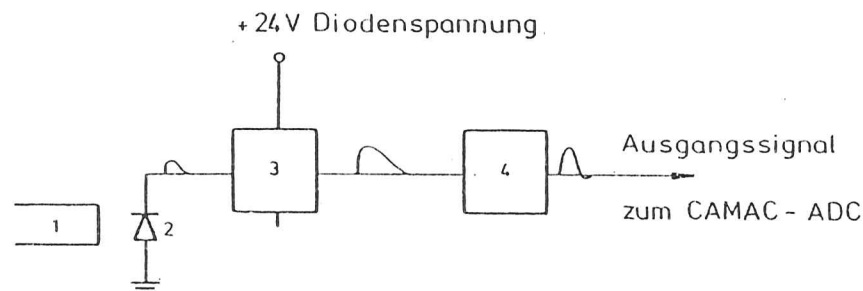 + 24V Diodenspannung
3
4
Ausgangssignal
1
2
zum CAMAC - ADC